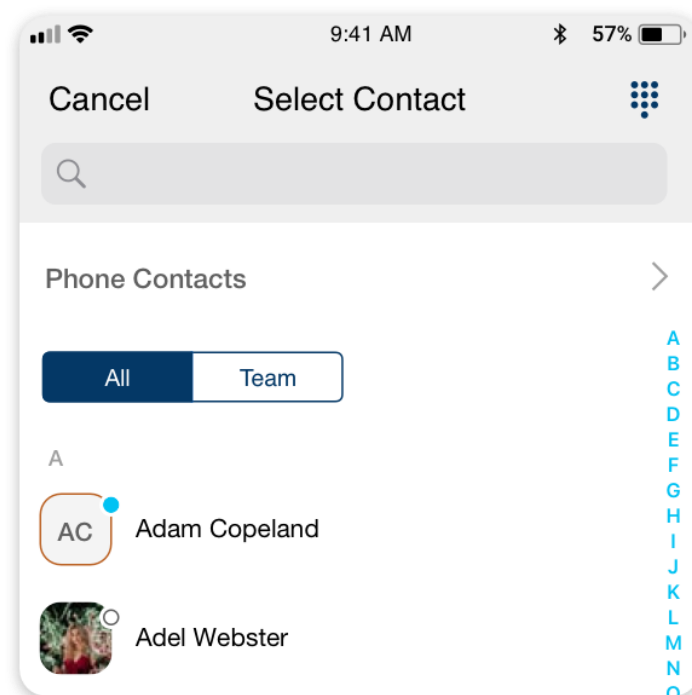 9:41 AM 57%
Cancel Select Contact
Phone Contacts
All Team
A
AC Adam Copeland
Adel Webster
A
B
C
D
E
F
G
H
I
J
K
L
M
N
O